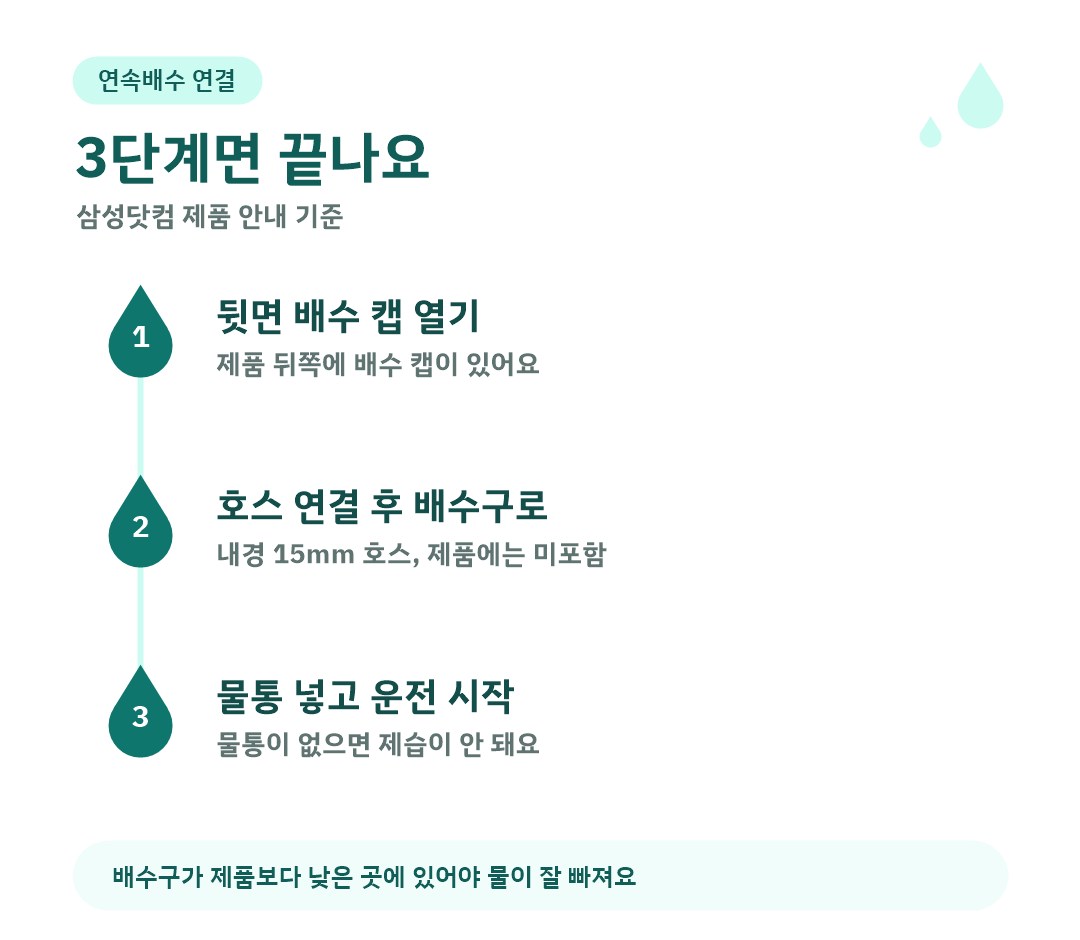 연속배수 연결
3단계면 끝나요
삼성닷컴 제품 안내 기준
1
뒷면 배수 캡 열기
제품 뒤쪽에 배수 캡이 있어요
2
호스 연결 후 배수구로
내경 15mm 호스, 제품에는 미포함
3
물통 넣고 운전 시작
물통이 없으면 제습이 안 돼요
배수구가 제품보다 낮은 곳에 있어야 물이 잘 빠져요